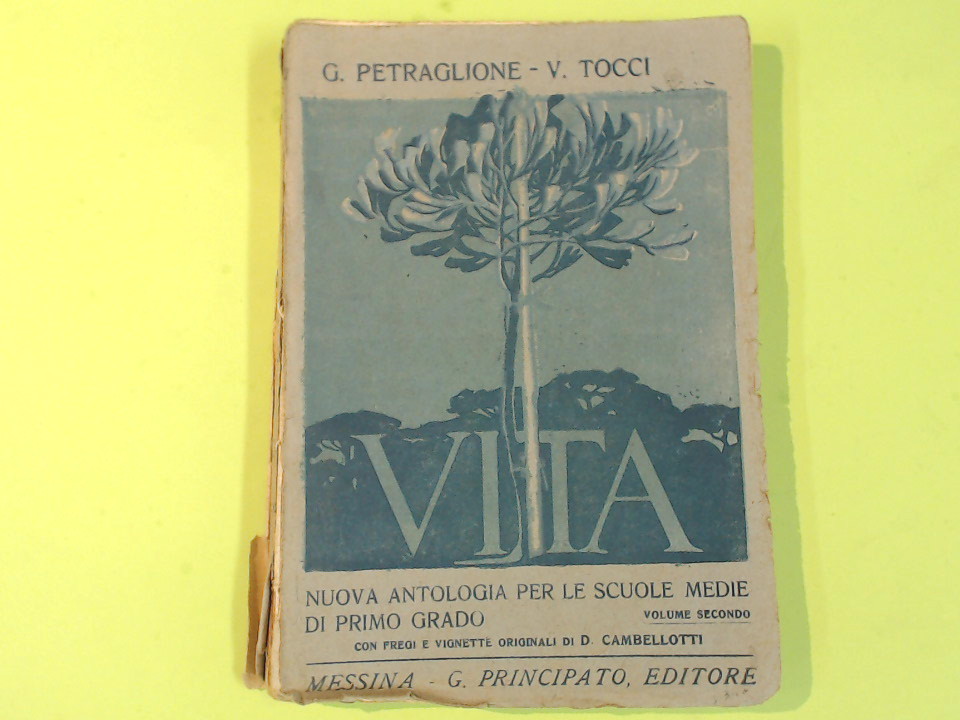 G. PETRAGLIONE - V. TOCCI
VITA
NUOVA ANTOLOGIA PER LE SCUOLE MEDIE
DI PRIMO GRADO VOLUME SECONDO
CON FREGI E VIGNETTE ORIGINALI DI D. CAMBELLOTTI
MESSINA - G. PRINCIPATO, EDITORE